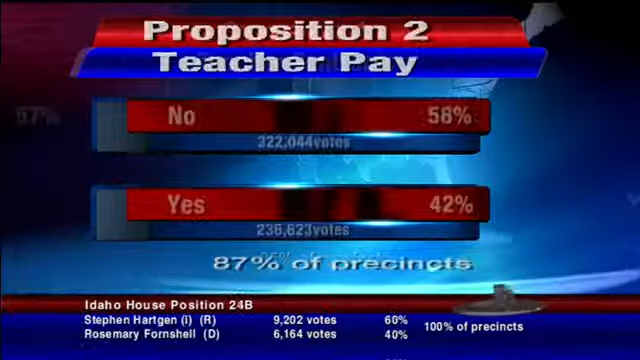 Proposition 2
Teacher Pay
97%
No 58%
322,044votes
Yes 42%
236,623votes
87% of precincts
Idaho House Position 24B
Stephen Hartgen (i) (R) 9,202 votes 60%
Rosemary Fornshell (D) 6,164 votes 40%
100% of precincts